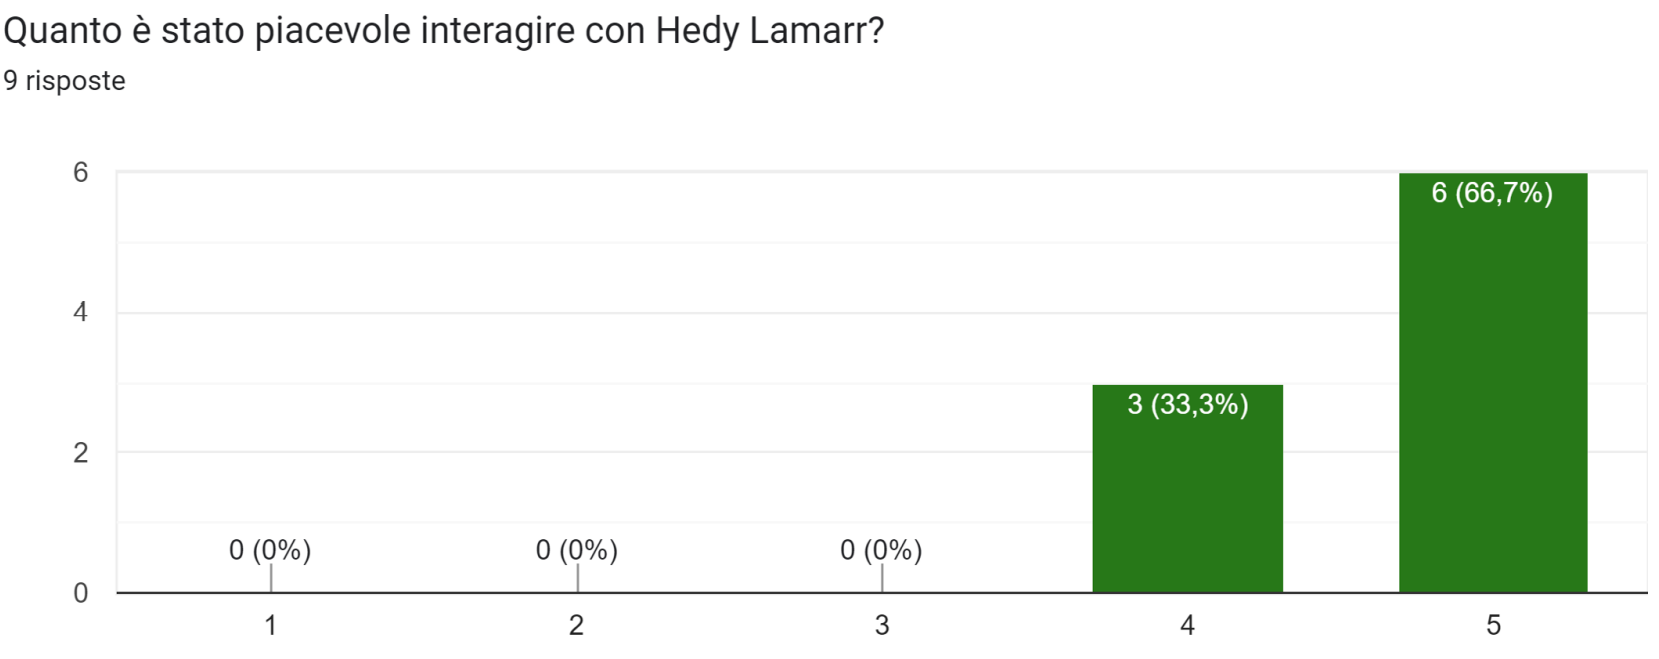 Quanto è stato piacevole interagire con Hedy Lamarr?
9 risposte
6
6 (66,7%)
4
3 (33,3%)
2
0 (0%) 0 (0%) 0 (0%)
0
1 2 3 4 5